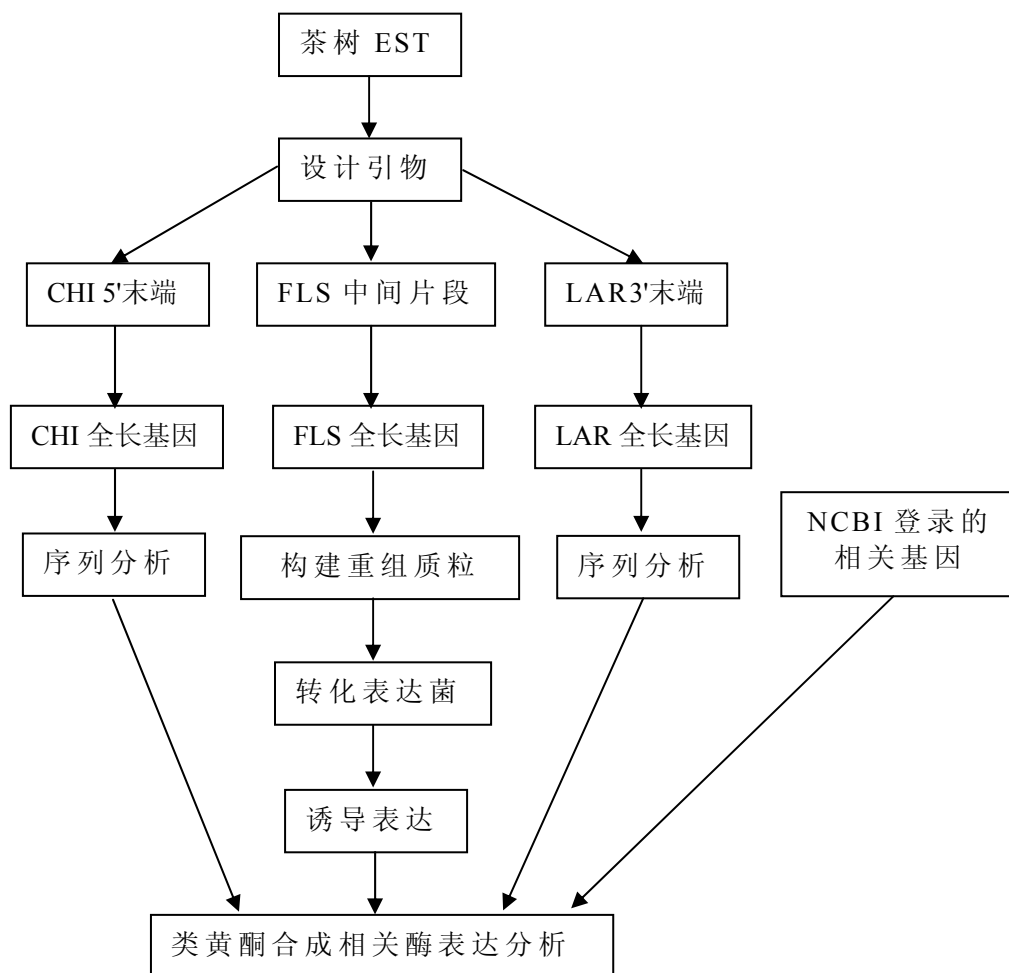 茶树 EST
设计引物
CHI 5'末端
FLS 中间片段
LAR3'末端
CHI 全长基因
FLS 全长基因
LAR 全长基因
NCBI 登录的
相关基因
序列分析
构建重组质粒
序列分析
转化表达菌
诱导表达
类黄酮合成相关酶表达分析